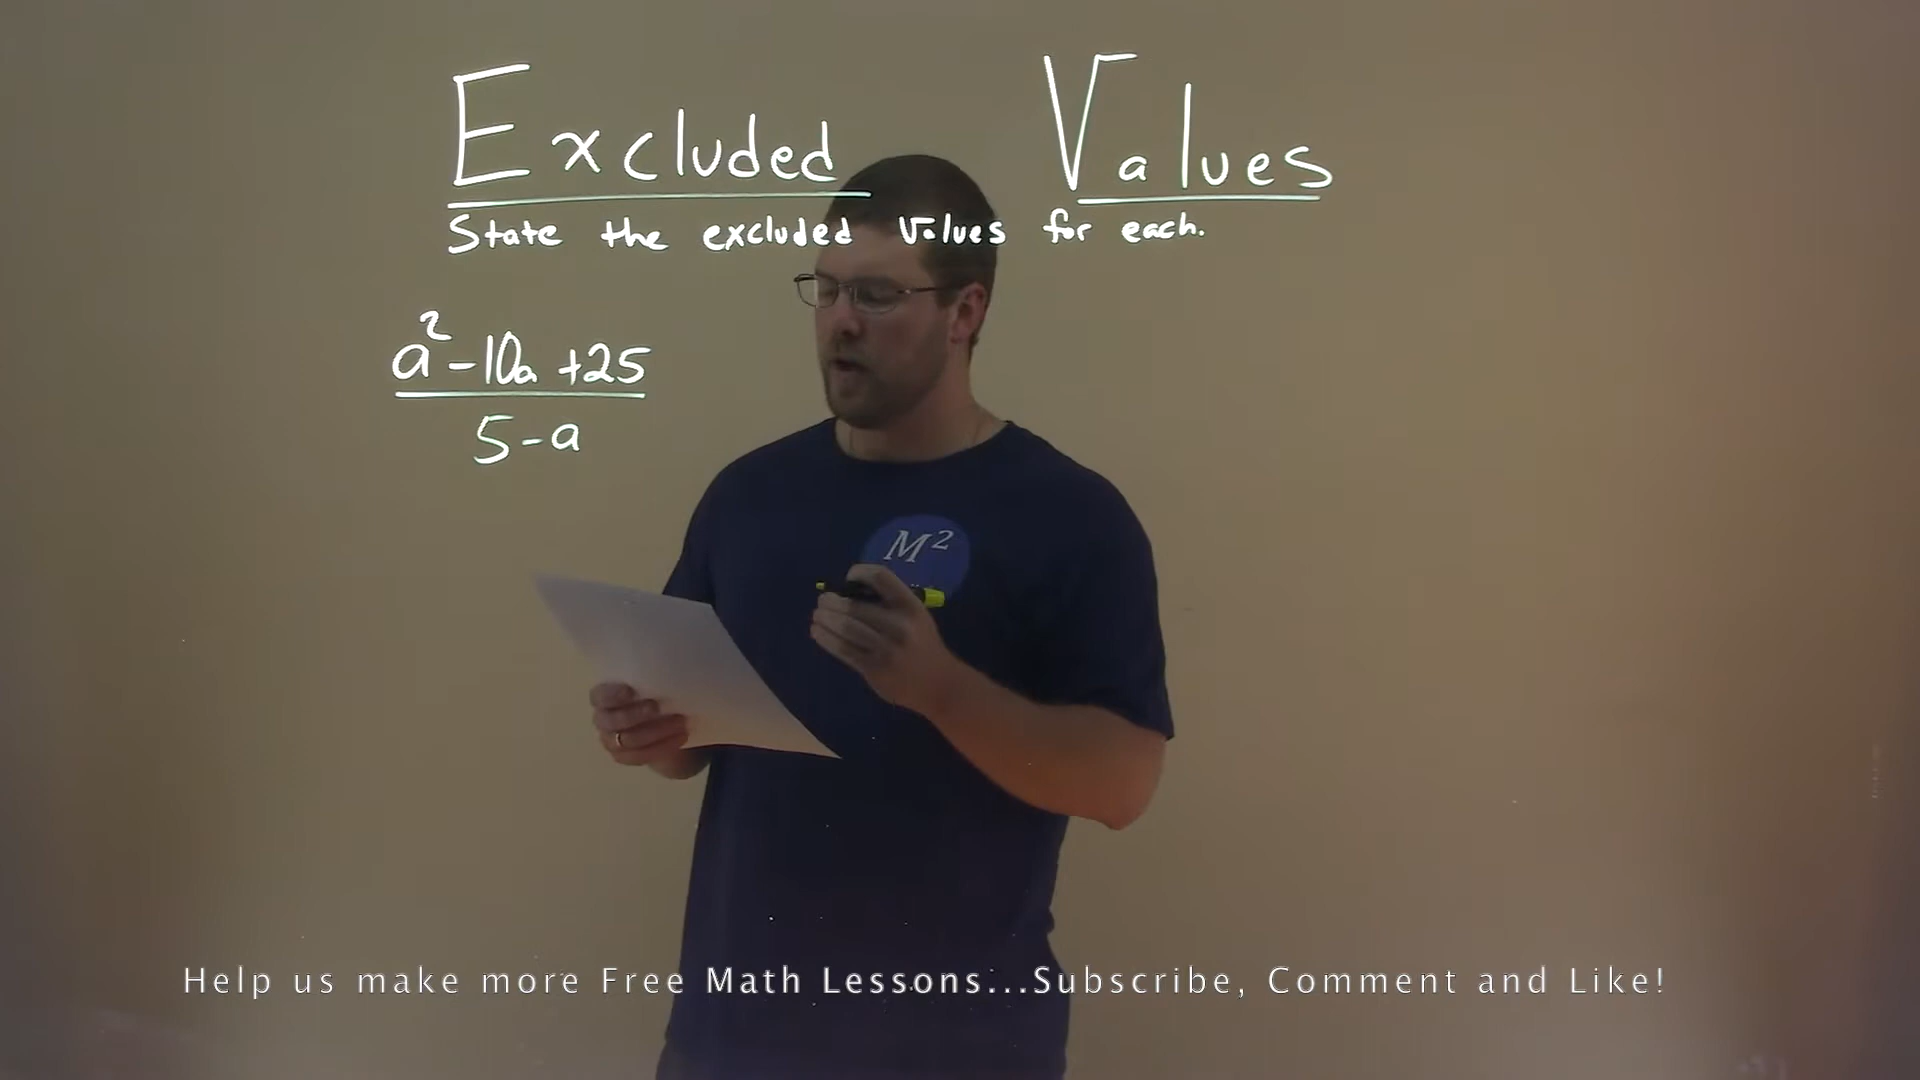 Excluded Values
State the excluded values for each.
a² - 10a + 25
5 - a
M²
Help us make more Free Math Lessons...Subscribe, Comment and Like!